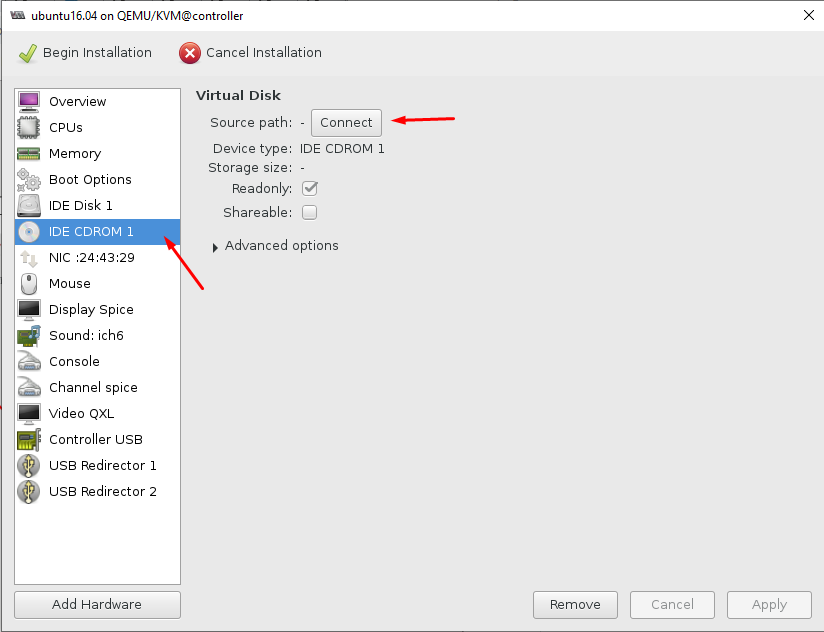 ubuntu16.04 on QEMU/KVM@controller
Begin Installation
Cancel Installation
Overview
CPUs
Memory
Boot Options
IDE Disk 1
IDE CDROM 1
NIC :24:43:29
Mouse
Display Spice
Sound: ich6
Console
Channel spice
Video QXL
Controller USB
USB Redirector 1
USB Redirector 2
Add Hardware
Virtual Disk
Source path: - Connect
Device type: IDE CDROM 1
Storage size: -
Readonly:
Shareable:
Advanced options
Remove
Cancel
Apply